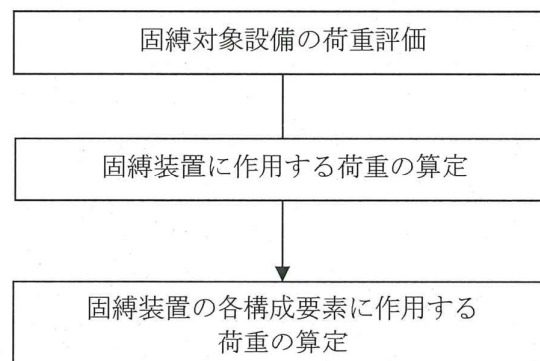 固縛対象設備の荷重評価
固縛装置に作用する荷重の算定
固縛装置の各構成要素に作用する
荷重の算定